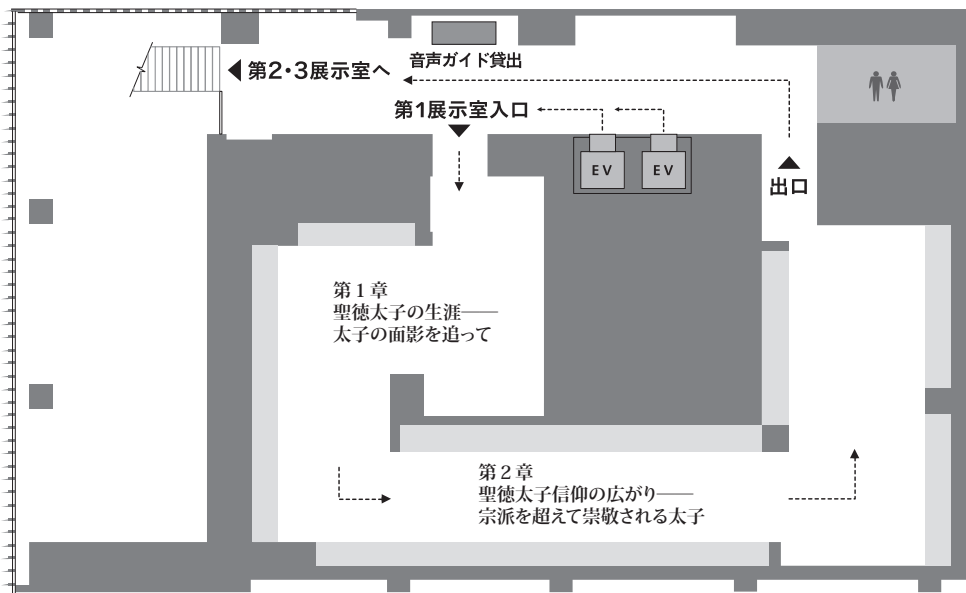 音声ガイド貸出
第2・3展示室へ
第1展示室入口
EV
EV
出口
第1章
聖徳太子の生涯──
太子の面影を追って
第2章
聖徳太子信仰の広がり──
宗派を超えて崇敬される太子